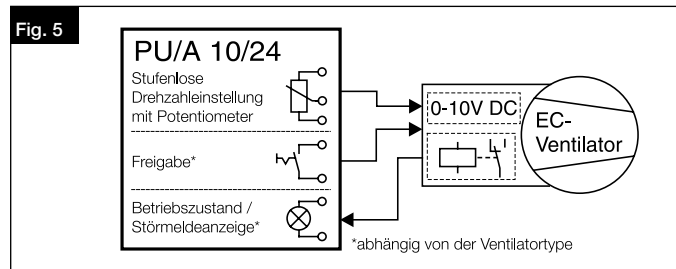 Fig. 5
PU/A 10/24
Stufenlose
Drehzahleinstellung
mit Potentiometer
Freigabe*
Betriebszustand /
Störmeldeanzeige*
0-10V DC
EC-
Ventilator
*abhängig von der Ventilatortype